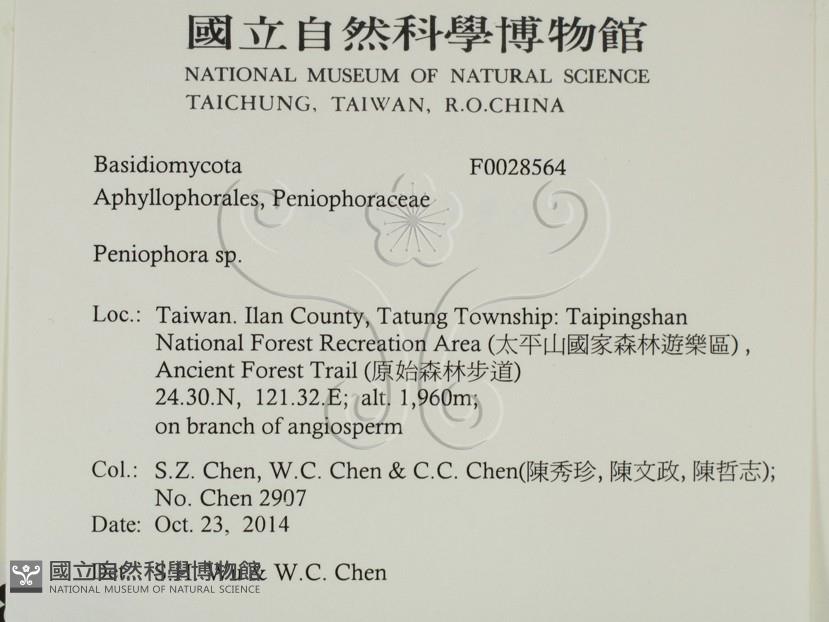 國立自然科學博物館
NATIONAL MUSEUM OF NATURAL SCIENCE
TAICHUNG, TAIWAN, R.O.CHINA
Basidiomycota F0028564
Aphyllophorales, Peniophoraceae
Peniophora sp.
Loc.: Taiwan. Ilan County, Tatung Township: Taipingshan
National Forest Recreation Area (太平山國家森林遊樂區) ,
Ancient Forest Trail (原始森林步道)
24.30.N, 121.32.E; alt. 1,960m;
on branch of angiosperm
Col.: S.Z. Chen, W.C. Chen & C.C. Chen(陳秀珍, 陳文政, 陳哲志);
No. Chen 2907
Date: Oct. 23, 2014
& W.C. Chen
國立自然科學博物館
NATIONAL MUSEUM OF NATURAL SCIENCE